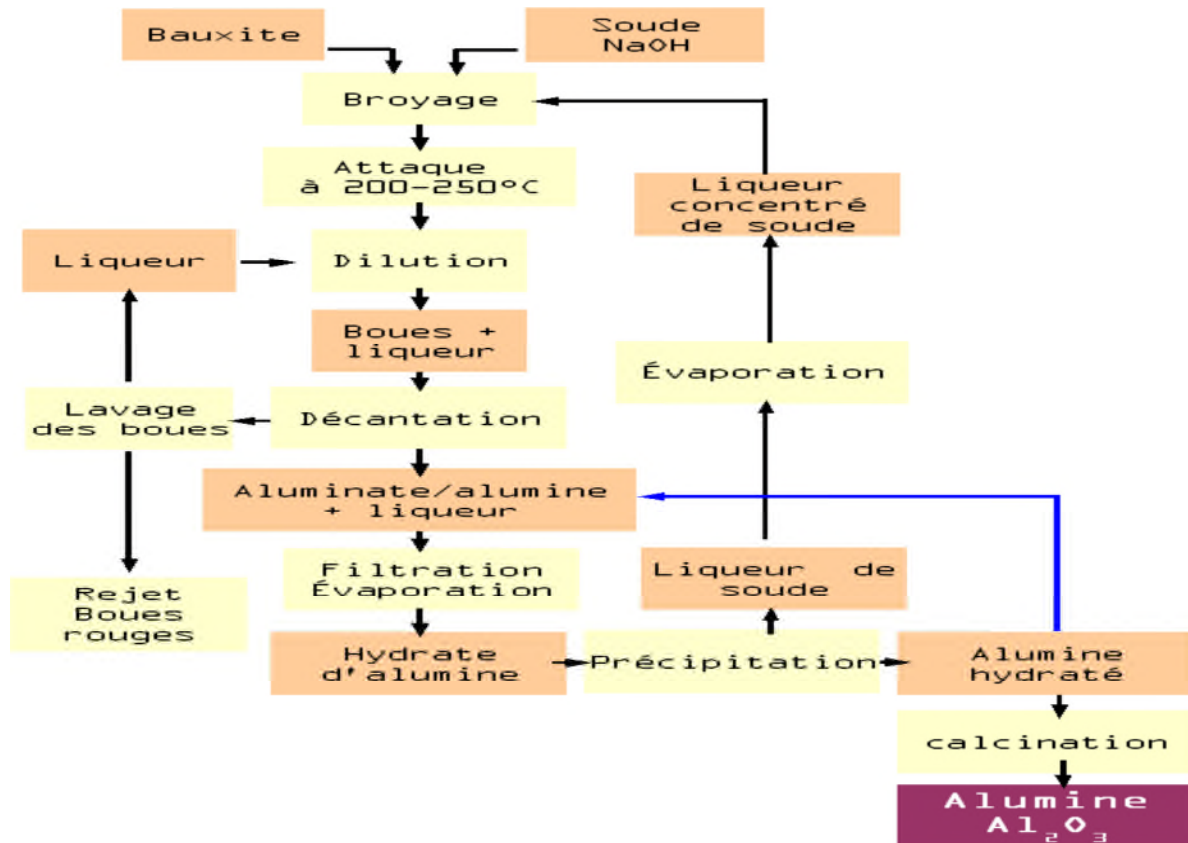 Bauxite
Soude
NaOH
Broyage
Attaque
à 200-250°C
Liqueur
concentré
de soude
Liqueur
Dilution
Boues +
liqueur
Évaporation
Lavage
des boues
Décantation
Aluminate/alumine
+ liqueur
Filtration
Évaporation
Liqueur de
soude
Rejet
Boues
rouges
Hydrate
d'alumine
Précipitation
Alumine
hydraté
calcination
Alumine
Al₂O₃